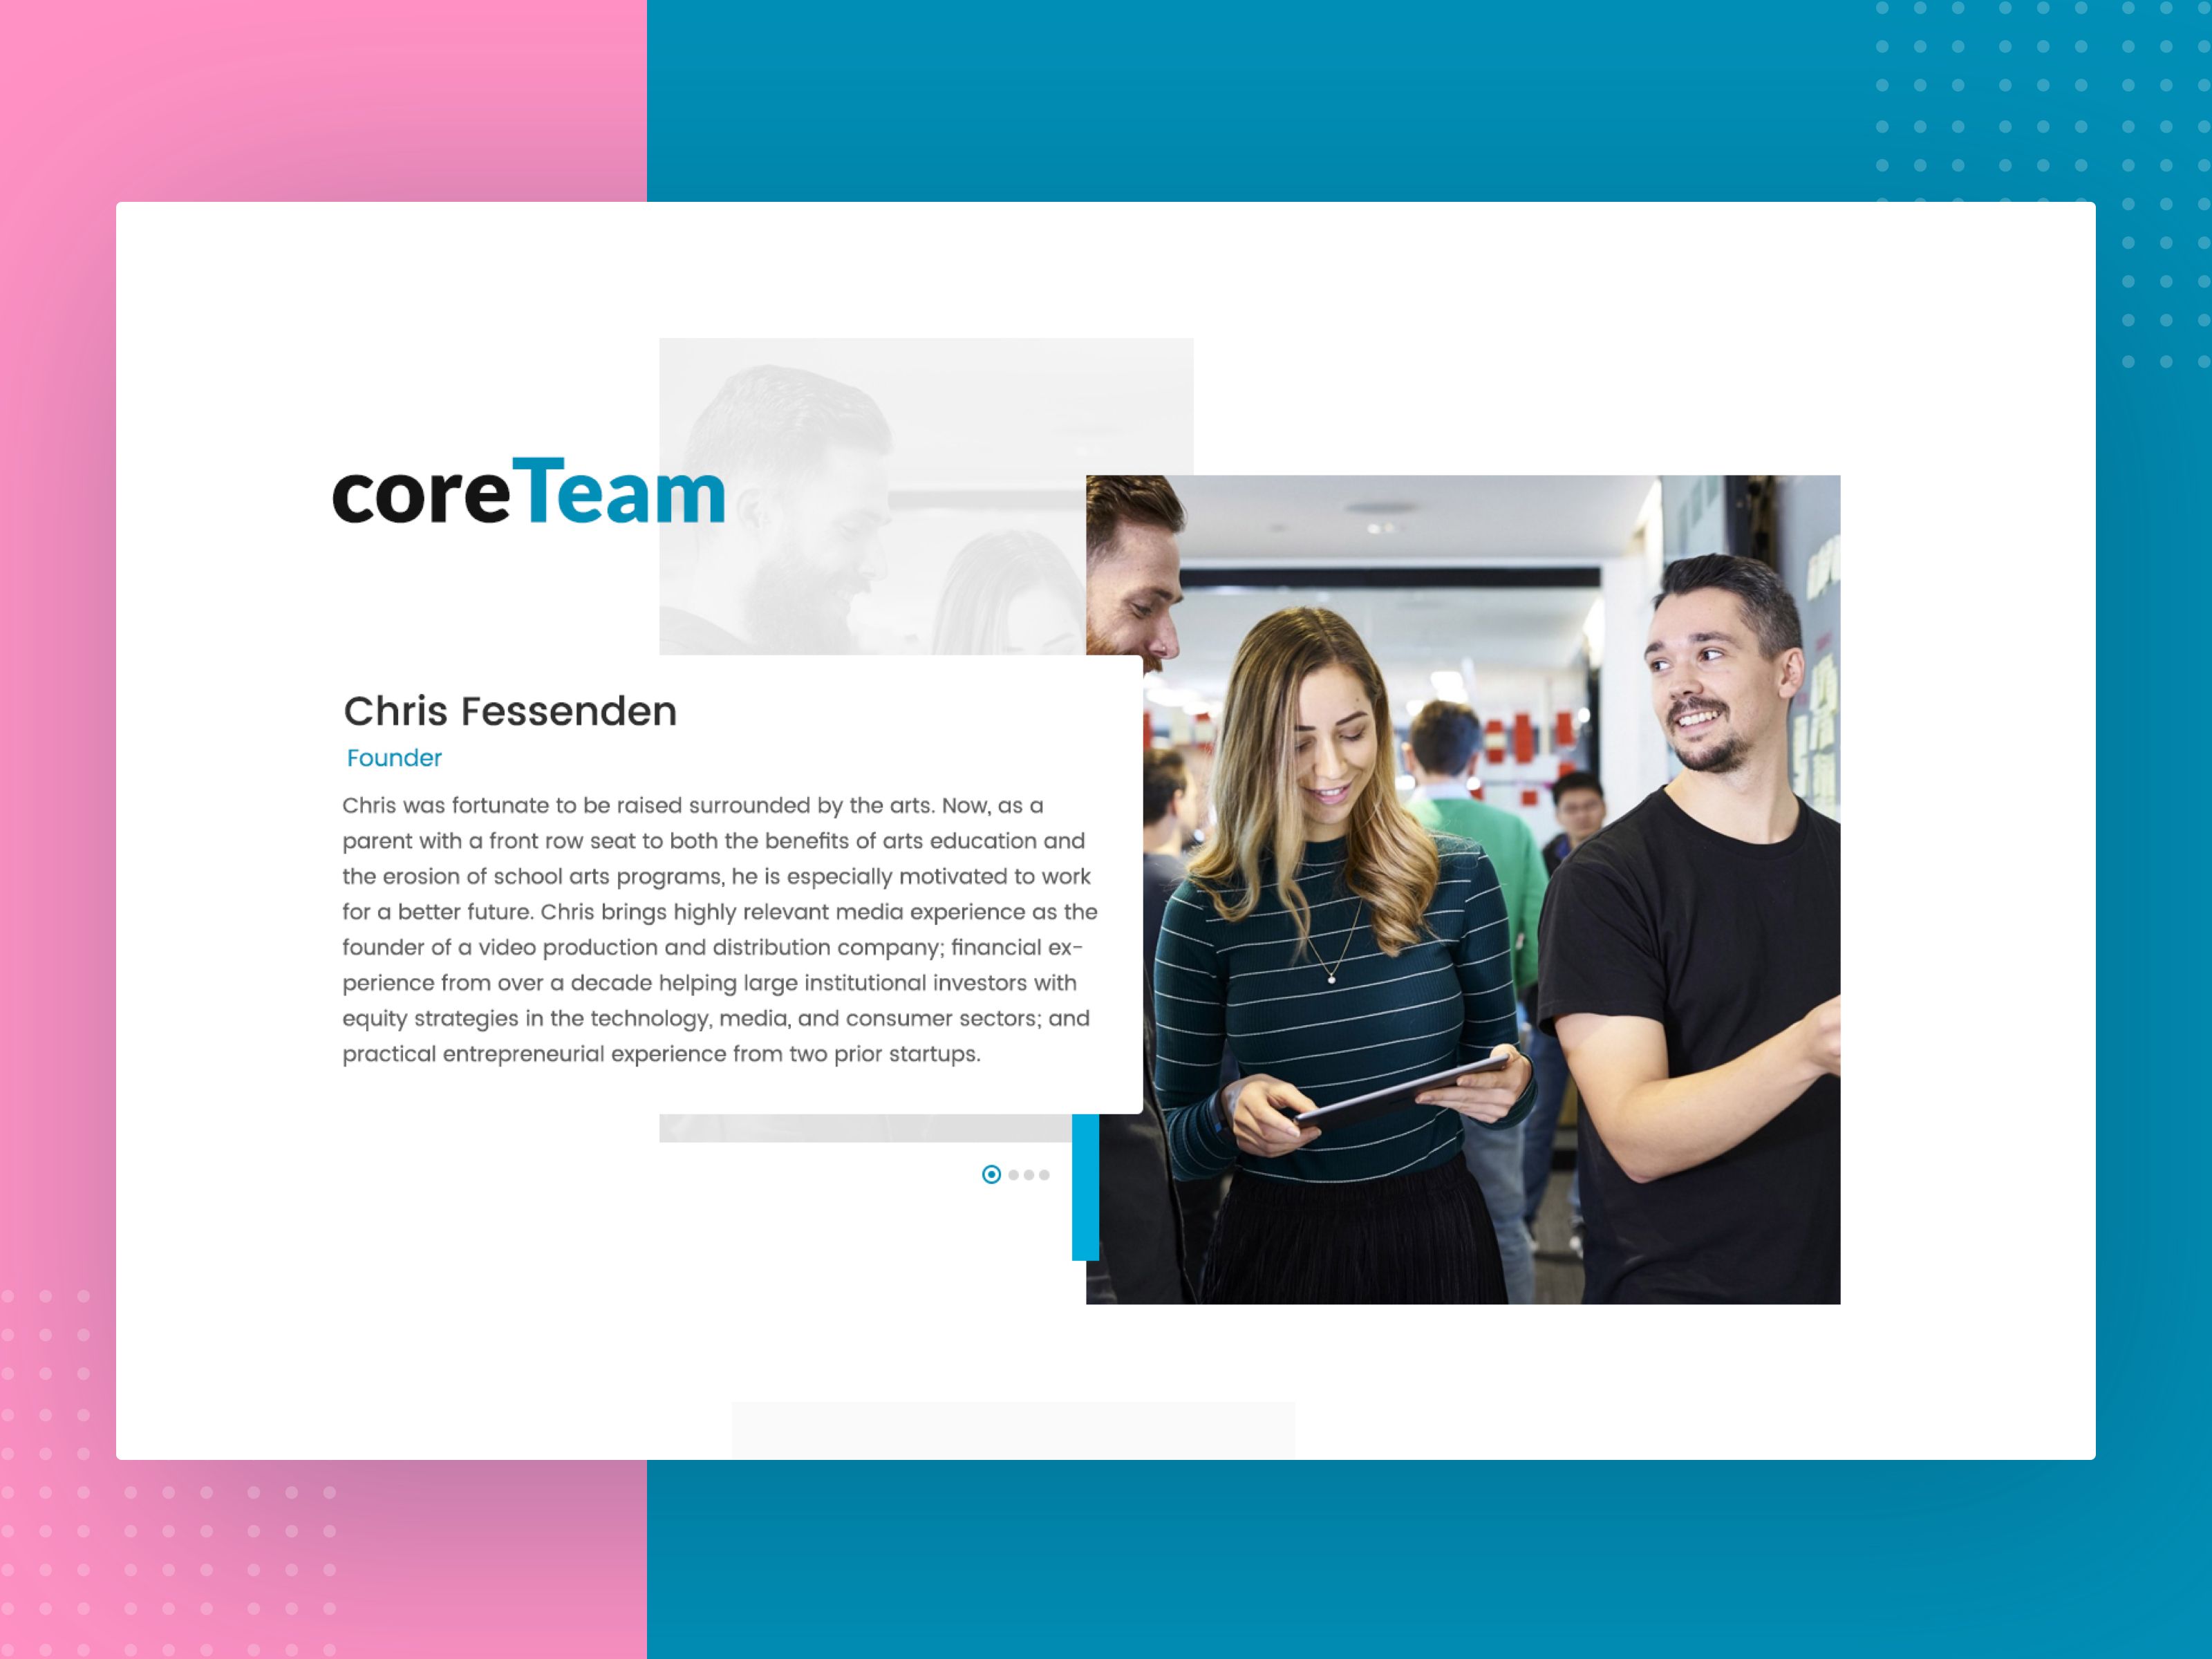 coreTeam
Chris Fessenden
Founder
Chris was fortunate to be raised surrounded by the arts. Now, as a
parent with a front row seat to both the benefits of arts education and
the erosion of school arts programs, he is especially motivated to work
for a better future. Chris brings highly relevant media experience as the
founder of a video production and distribution company; financial ex-
perience from over a decade helping large institutional investors with
equity strategies in the technology, media, and consumer sectors; and
practical entrepreneurial experience from two prior startups.